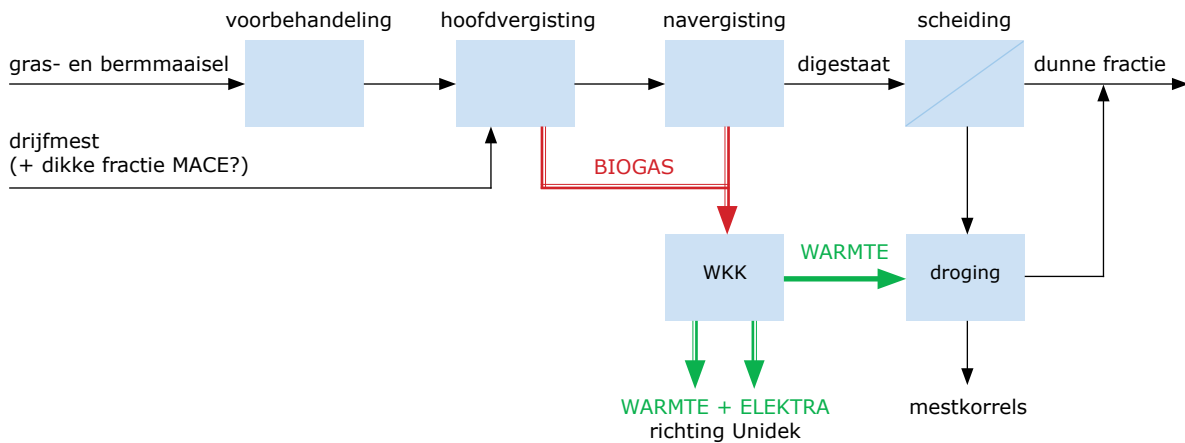 voorbehandeling
hoofdvergisting
navergisting
scheiding
gras- en bermmaaisel
digestaat
dunne fractie
drijfmest
(+ dikke fractie MACE?)
BIOGAS
WARMTE
WKK
droging
WARMTE + ELEKTRA
richting Unidek
mestkorrels